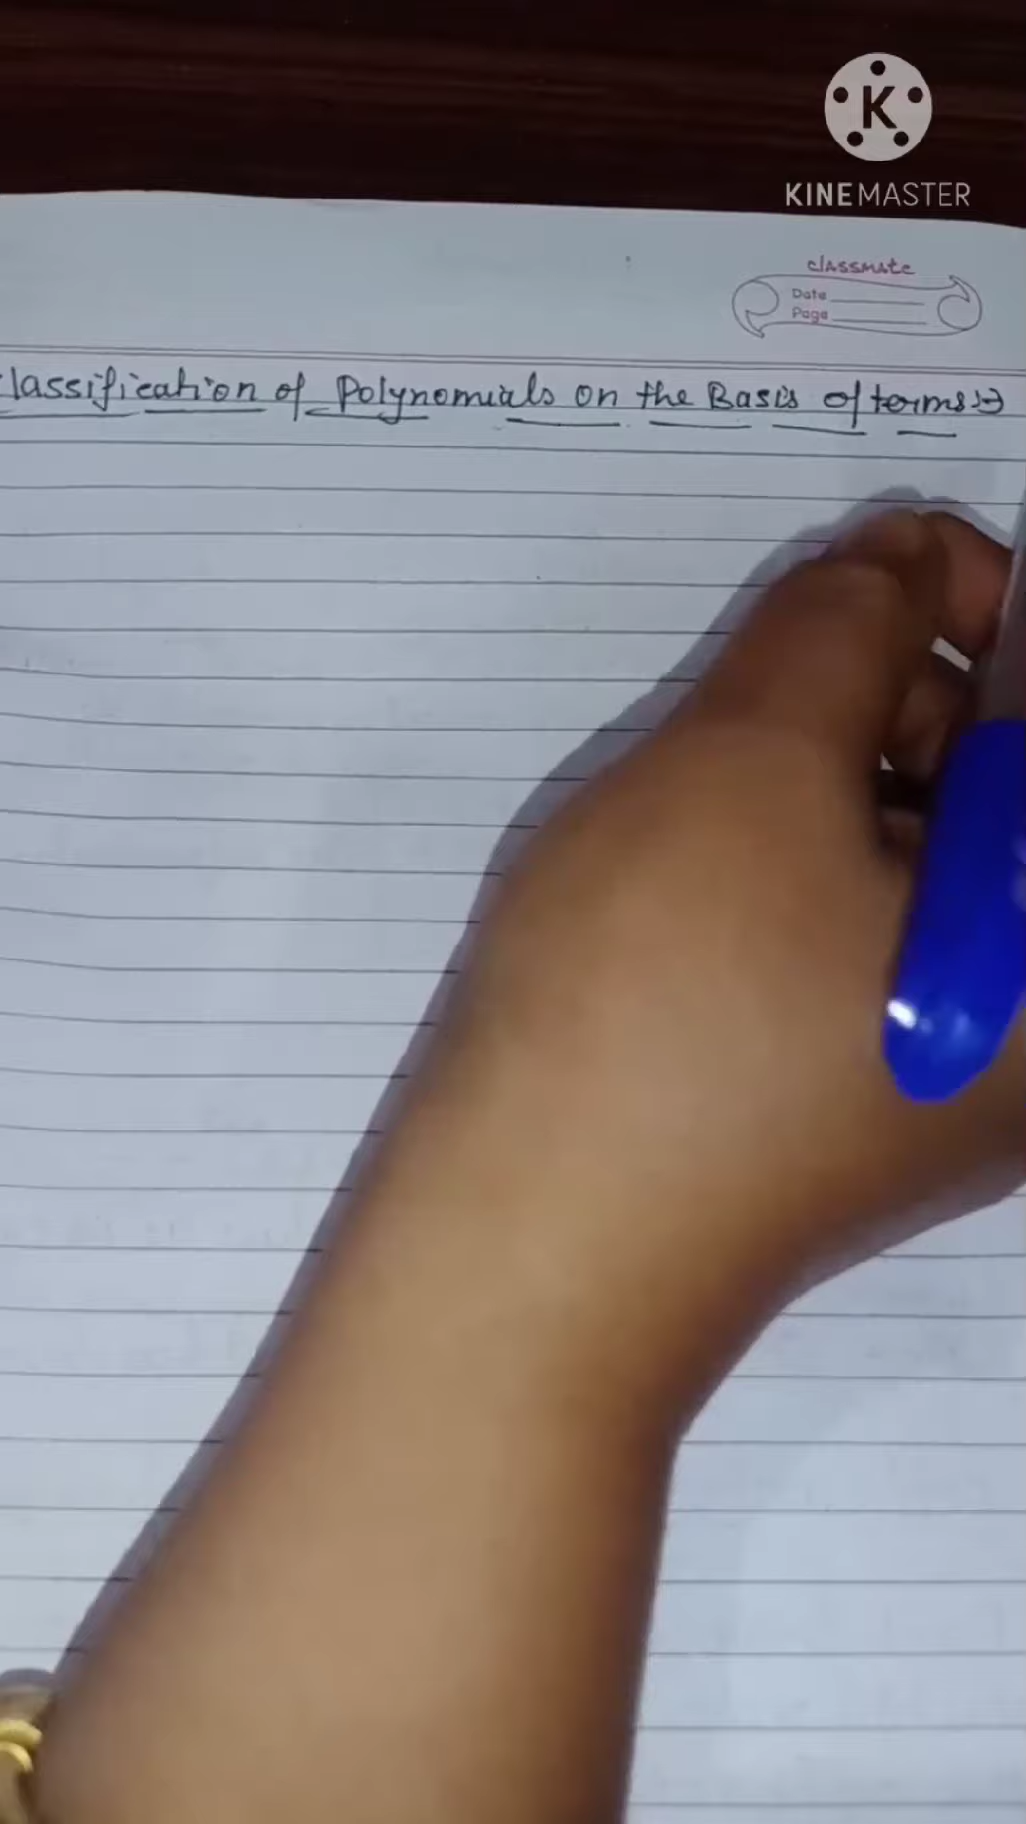 KINEMASTER
classmate
Date
Page
lassification of Polynomials on the Basis of terms:->